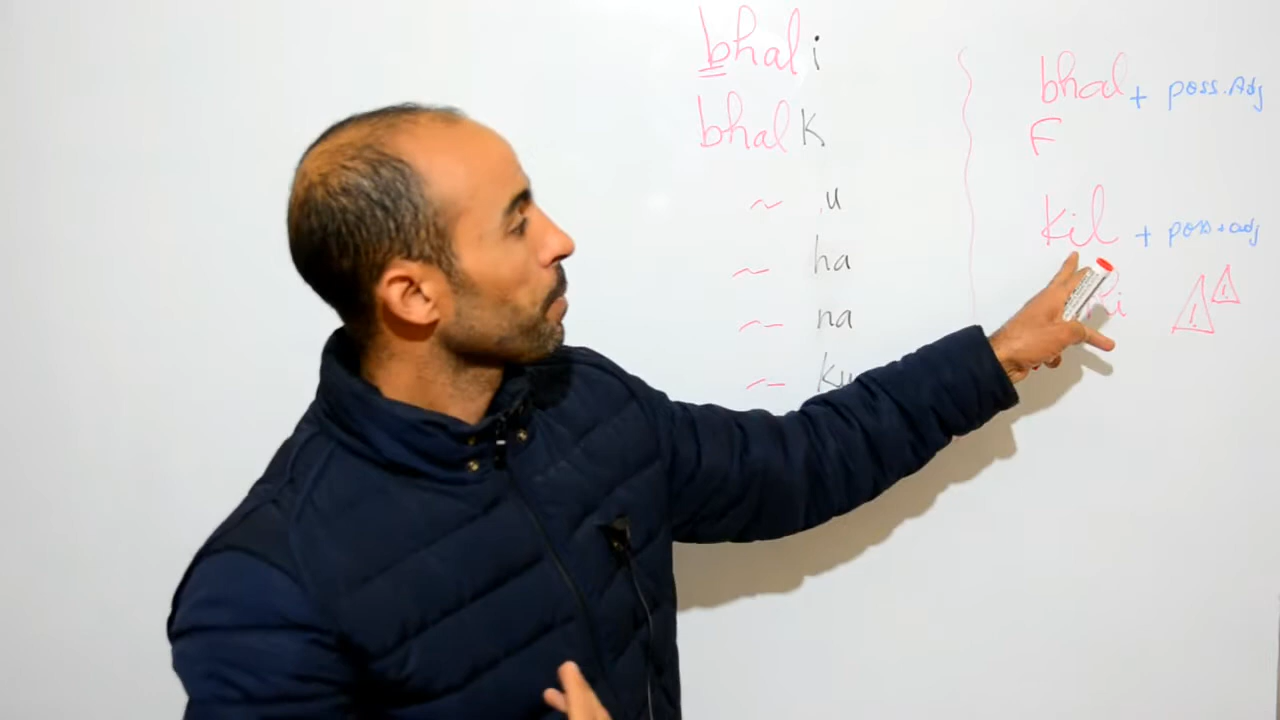 bhali
bhalk
~ u
~ ha
~ na
~ ku
bhal + poss. Adj
F
kil + poss + adj